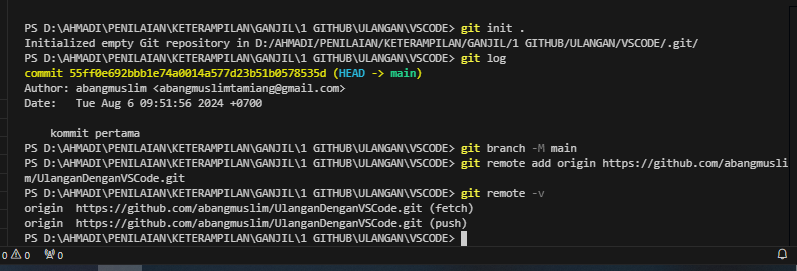 PS D:\AHMADI\PENILAIAN\KETERAMPILAN\GANJIL\1 GITHUB\ULANGAN\VSCODE> git init .
Initialized empty Git repository in D:/AHMADI/PENILAIAN/KETERAMPILAN/GANJIL/1 GITHUB/ULANGAN/VSCODE/.git/
PS D:\AHMADI\PENILAIAN\KETERAMPILAN\GANJIL\1 GITHUB\ULANGAN\VSCODE> git log
commit 55ff0e692bbb1e74a0014a577d23b51b0578535d (HEAD -> main)
Author: abangmuslim <abangmuslimtamiang@gmail.com>
Date:   Tue Aug 6 09:51:56 2024 +0700
    kommit pertama
PS D:\AHMADI\PENILAIAN\KETERAMPILAN\GANJIL\1 GITHUB\ULANGAN\VSCODE> git branch -M main
PS D:\AHMADI\PENILAIAN\KETERAMPILAN\GANJIL\1 GITHUB\ULANGAN\VSCODE> git remote add origin https://github.com/abangmusli
m/UlanganDenganVSCode.git
PS D:\AHMADI\PENILAIAN\KETERAMPILAN\GANJIL\1 GITHUB\ULANGAN\VSCODE> git remote -v
origin  https://github.com/abangmuslim/UlanganDenganVSCode.git (fetch)
origin  https://github.com/abangmuslim/UlanganDenganVSCode.git (push)
PS D:\AHMADI\PENILAIAN\KETERAMPILAN\GANJIL\1 GITHUB\ULANGAN\VSCODE>
0 0 0